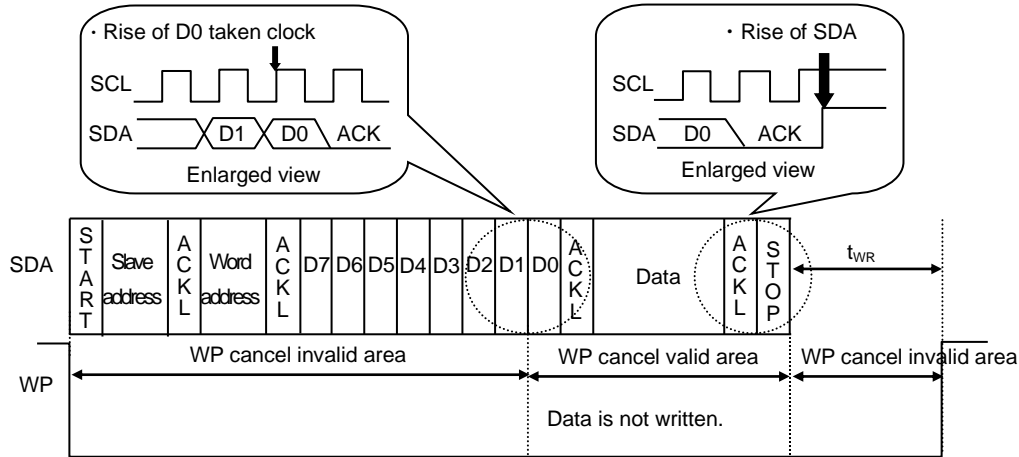 ・Rise of D0 taken clock
SCL
SDA D1 D0 ACK
Enlarged view
・Rise of SDA
SCL
SDA D0 ACK
Enlarged view
SDA
START
Slave
address
ACKL
Word
address
ACKL
D7 D6 D5 D4 D3 D2 D1 D0
ACKL
Data
ACKL
STOP
tWR
WP cancel invalid area
WP cancel valid area
WP cancel invalid area
WP
Data is not written.